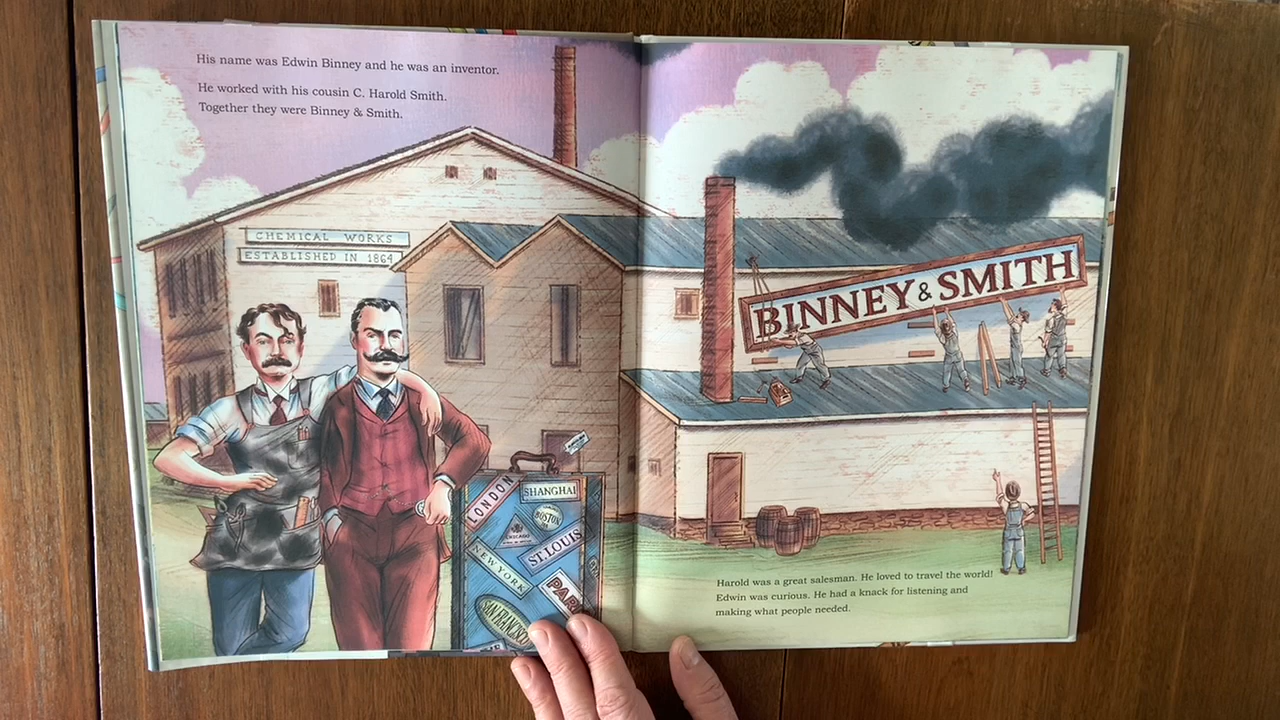 His name was Edwin Binney and he was an inventor.
He worked with his cousin C. Harold Smith.
Together they were Binney & Smith.
CHEMICAL WORKS
ESTABLISHED IN 1864
BINNEY & SMITH
LONDON
SHANGHAI
BOSTON
CHICAGO
ST. LOUIS
NEW YORK
SAN FRANCISCO
Harold was a great salesman. He loved to travel the world!
Edwin was curious. He had a knack for listening and
making what people needed.